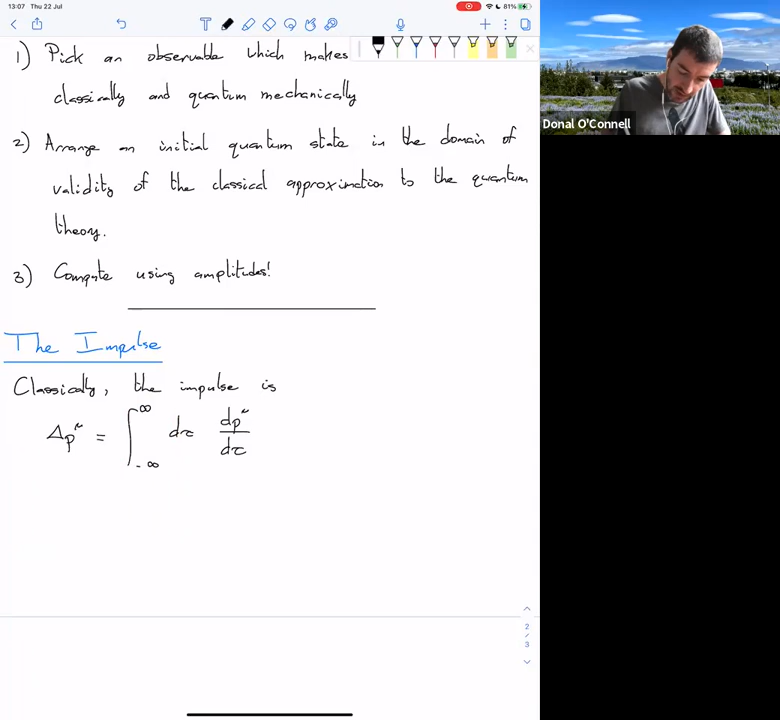 13:07 Thu 22 Jul
81%
1) Pick an observable which makes
classically and quantum mechanically
2) Arrange an initial quantum state in the domain of
validity of the classical approximation to the quantum
theory.
3) Compute using amplitudes!
The Impulse
Classically, the impulse is
Δp^μ = ∫_{-∞}^{∞} dτ dp^μ/dτ
Donal O'Connell
2
/
3